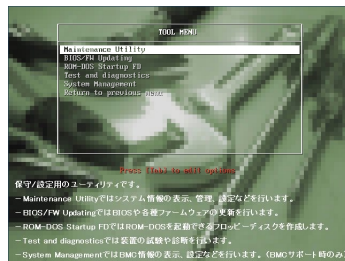 TOOL MENU
Maintenance Utility
BIOS/FW Updating
ROM-DOS Startup FD
Test and diagnostics
System Management
Return to previous menu
Press [Tab] to edit options
保守/設定用のユーティリティです。
－Maintenance Utilityではシステム情報の表示、管理、設定などを行います。
－BIOS/FW UpdatingではBIOSや各種ファームウェアの更新を行います。
－ROM-DOS Startup FDではROM-DOSを起動できるフロッピーディスクを作成します。
－Test and diagnosticsでは装置の試験や診断を行います。
－System ManagementではBMC情報の表示、設定などを行います。（BMCサポート時のみ）